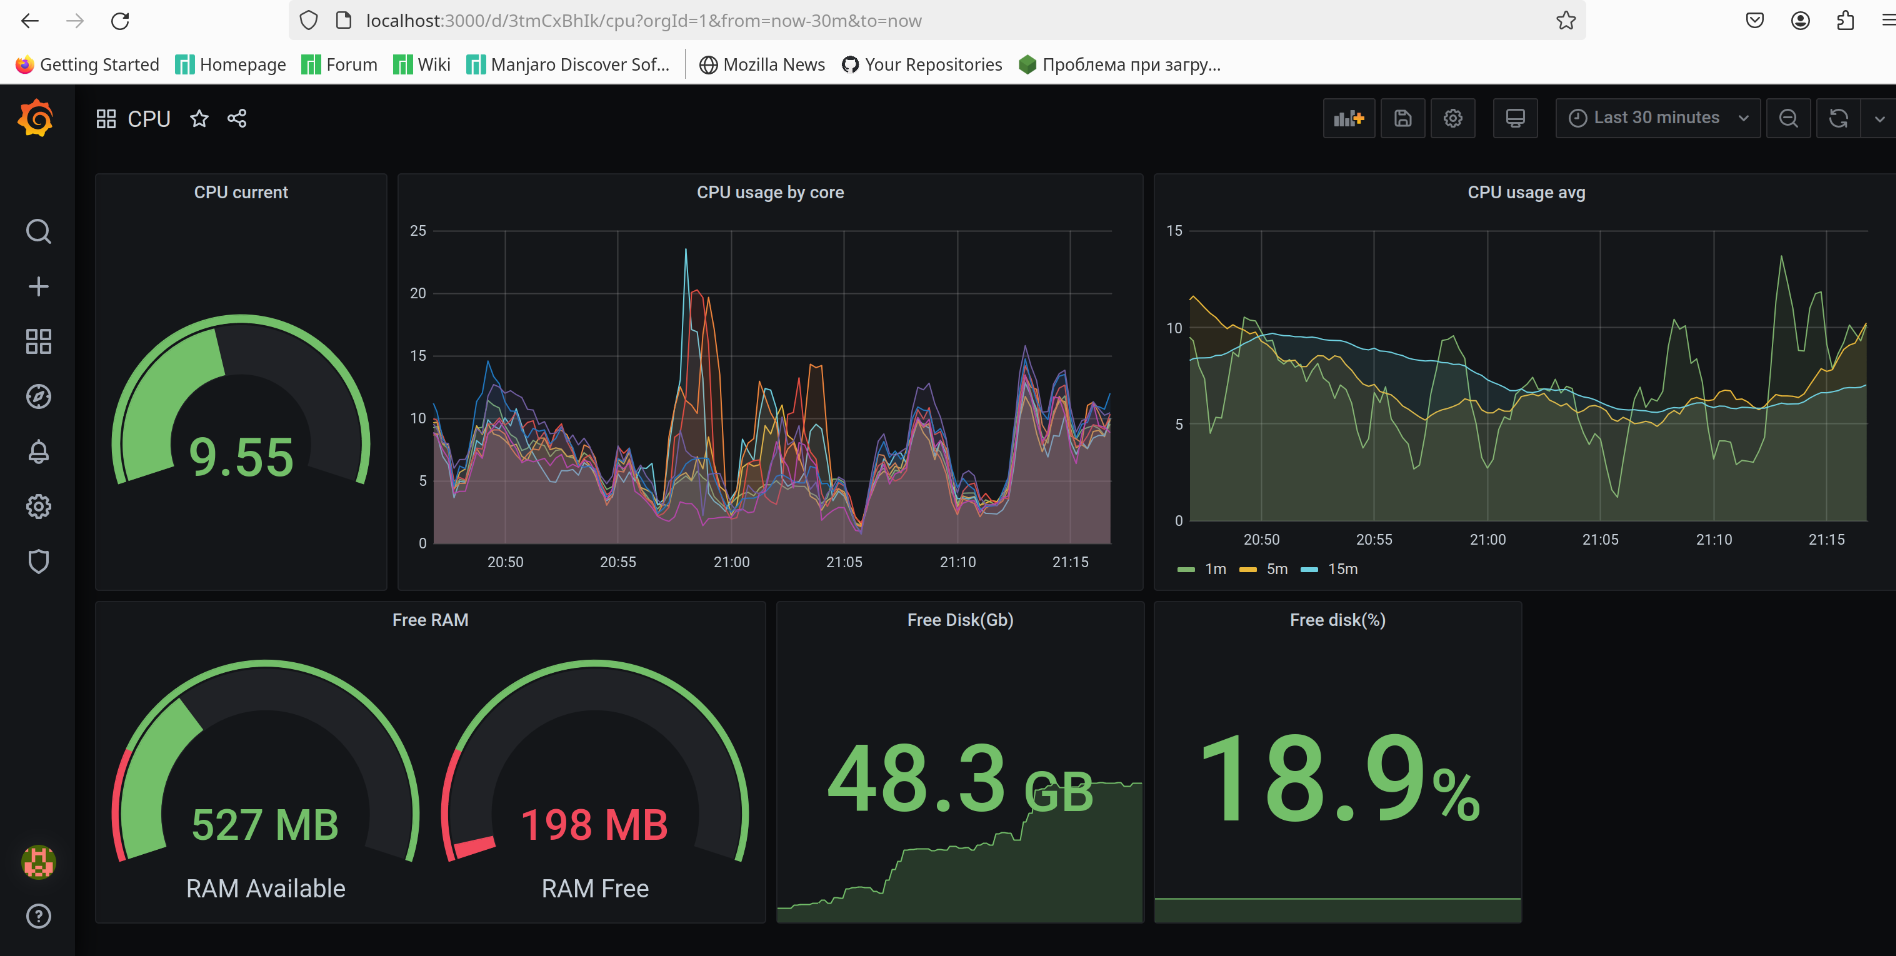 localhost:3000/d/3tmCxBhIk/cpu?orgId=1&from=now-30m&to=now
Getting Started Homepage Forum Wiki Manjaro Discover Sof... Mozilla News Your Repositories Проблема при загру...
CPU Last 30 minutes
CPU current
9.55
CPU usage by core
25
20
15
10
5
0
20:50 20:55 21:00 21:05 21:10 21:15
CPU usage avg
15
10
5
0
20:50 20:55 21:00 21:05 21:10 21:15
1m 5m 15m
Free RAM
527 MB
RAM Available
198 MB
RAM Free
Free Disk(Gb)
48.3 GB
Free disk(%)
18.9%